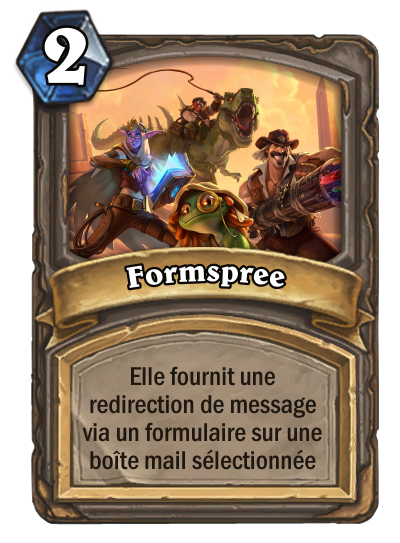 2
Formspree
Elle fournit une
redirection de message
via un formulaire sur une
boîte mail sélectionnée